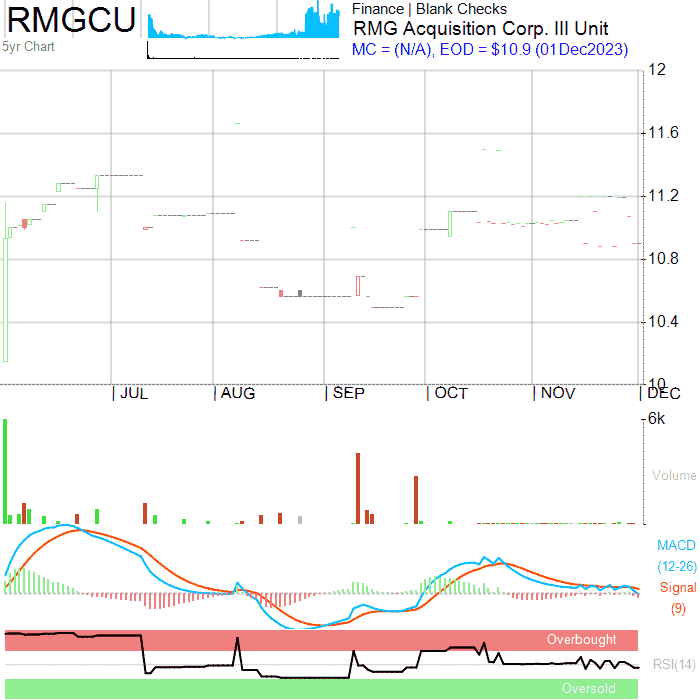 RMGCU
5yr Chart
Finance | Blank Checks
RMG Acquisition Corp. III Unit
MC = (N/A), EOD = $10.9 (01Dec2023)
12
11.6
11.2
10.8
10.4
10
JUL
AUG
SEP
OCT
NOV
DEC
6k
Volume
MACD
(12-26)
Signal
(9)
Overbought
RSI(14)
Oversold